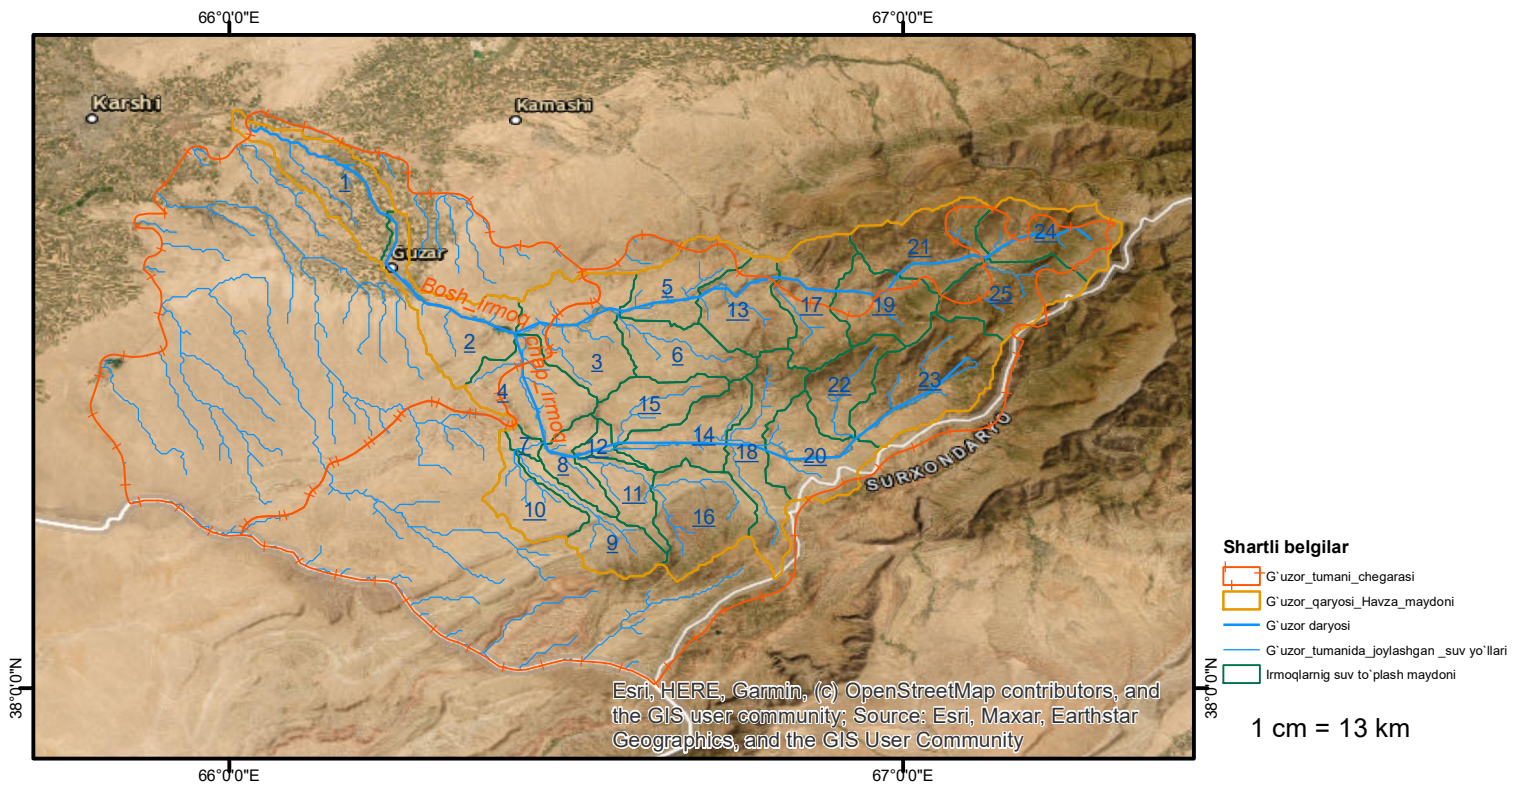 66°0'0"E
67°0'0"E
Karshi
Kamashi
1
Guzar
Bosh_irmoq
24
21
25
5
13
17
19
2
chap_irmoq
3
6
4
22
23
15
SURXONDARYO
7
12
14
8
18
20
11
10
16
9
38°0'0"N
38°0'0"N
Esri, HERE, Garmin, (c) OpenStreetMap contributors, and
the GIS user community; Source: Esri, Maxar, Earthstar
Geographics, and the GIS User Community
66°0'0"E
67°0'0"E
Shartli belgilar
G`uzor_tumani_chegarasi
G`uzor_qaryosi_Havza_maydoni
G`uzor daryosi
G`uzor_tumanida_joylashgan _suv yo`llari
Irmoqlarnig suv to`plash maydoni
1 cm = 13 km